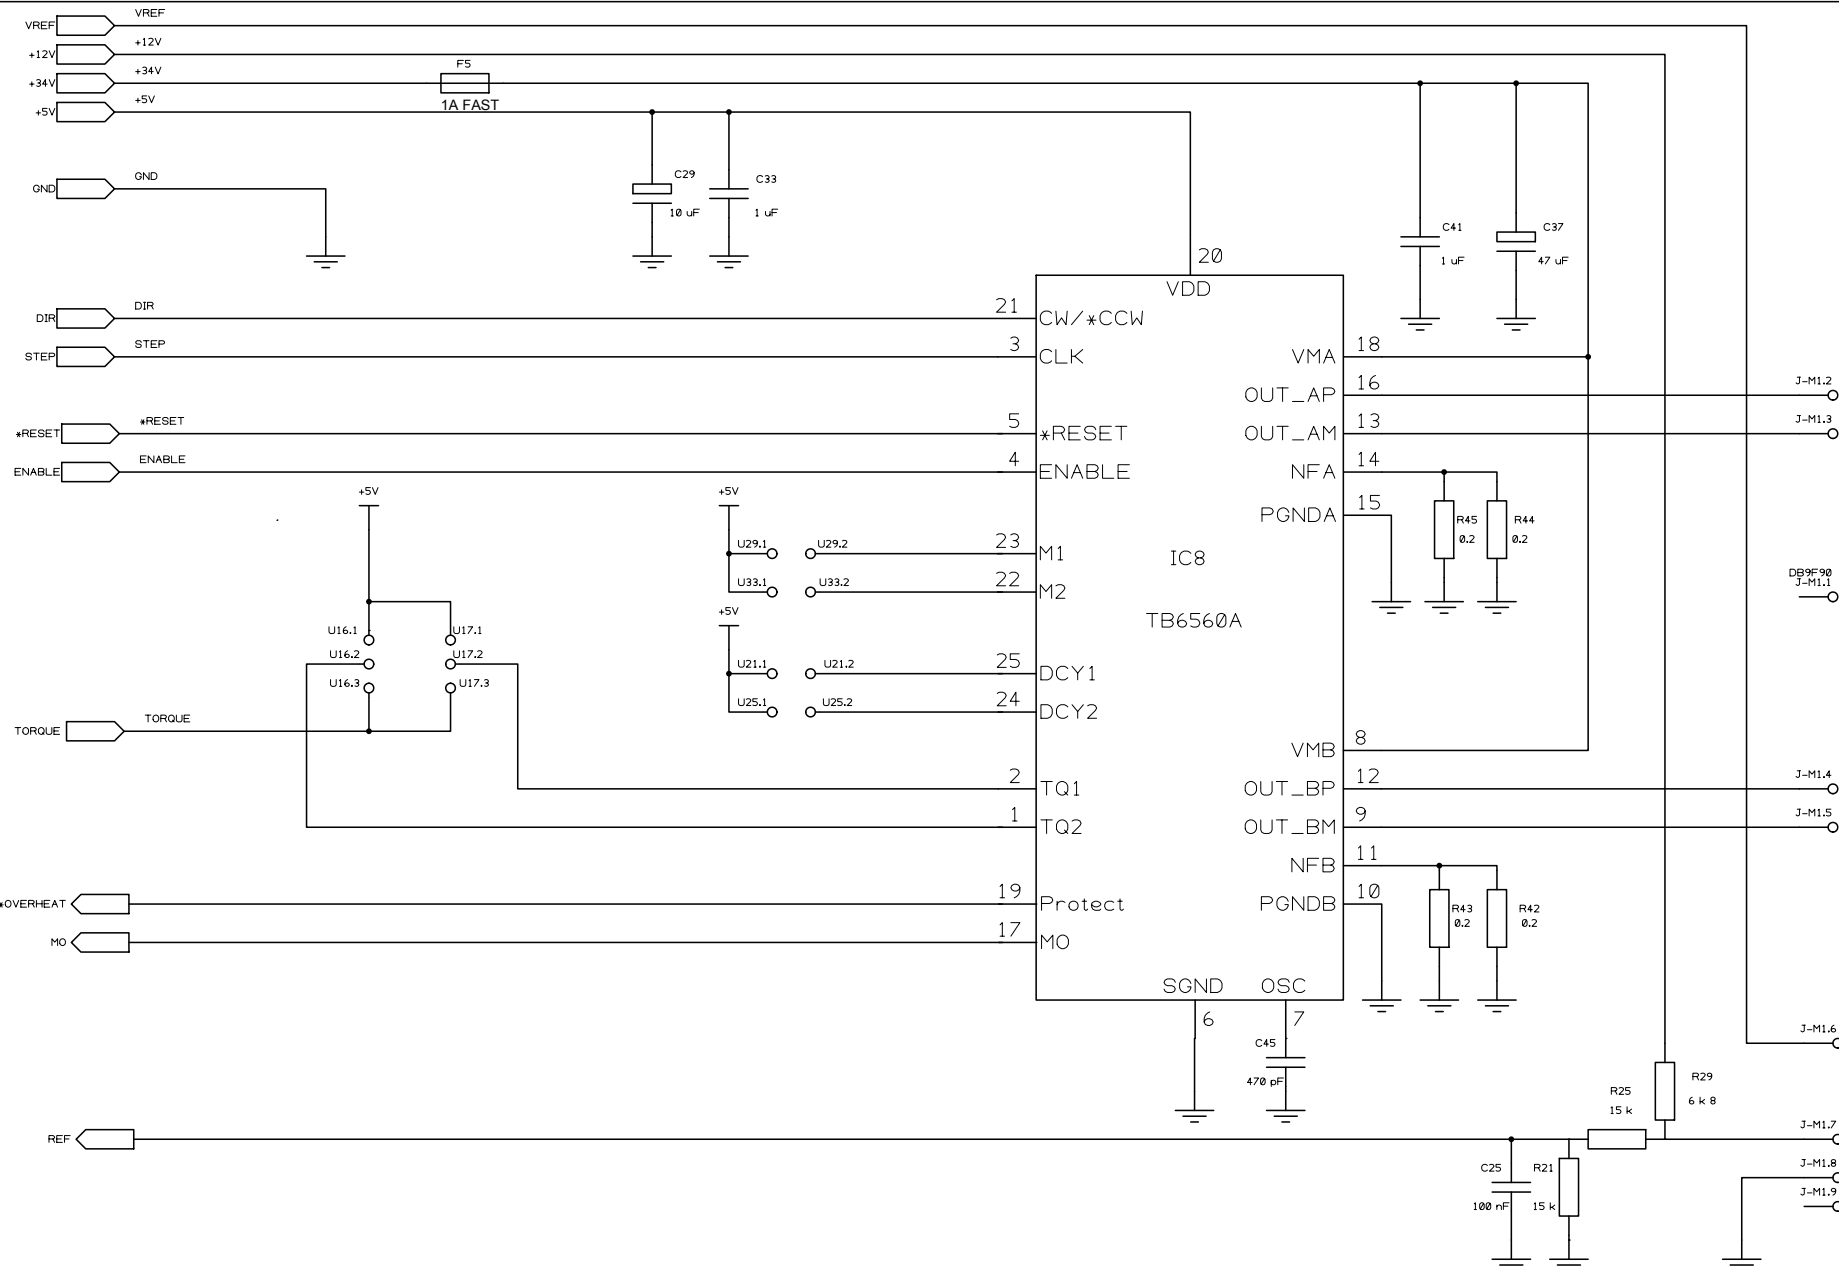 VREF
VREF
+12V
+12V
+34V
+34V
F5
1A FAST
+5V
+5V
C29
10 uF
C33
1 uF
GND
GND
C41
1 uF
C37
47 uF
20
VDD
DIR
DIR
21
CW/*CCW
STEP
STEP
3
CLK
VMA
18
OUT_AP
16
J-M1.2
*RESET
*RESET
5
*RESET
OUT_AM
13
J-M1.3
ENABLE
ENABLE
4
ENABLE
NFA
14
+5V
+5V
PGNDA
15
R45
0.2
R44
0.2
U29.1
U29.2
23
M1
IC8
U33.1
U33.2
22
M2
DB9F90
J-M1.1
+5V
TB6560A
U16.1
U17.1
U16.2
U17.2
U16.3
U17.3
U21.1
U21.2
25
DCY1
U25.1
U25.2
24
DCY2
TORQUE
TORQUE
VMB
8
2
TQ1
OUT_BP
12
J-M1.4
1
TQ2
OUT_BM
9
J-M1.5
NFB
11
*OVERHEAT
19
Protect
PGNDB
10
R43
0.2
R42
0.2
MO
17
MO
SGND
OSC
6
7
C45
470 pF
J-M1.6
R25
15 k
R29
6 k 8
REF
J-M1.7
C25
100 nF
R21
15 k
J-M1.8
J-M1.9